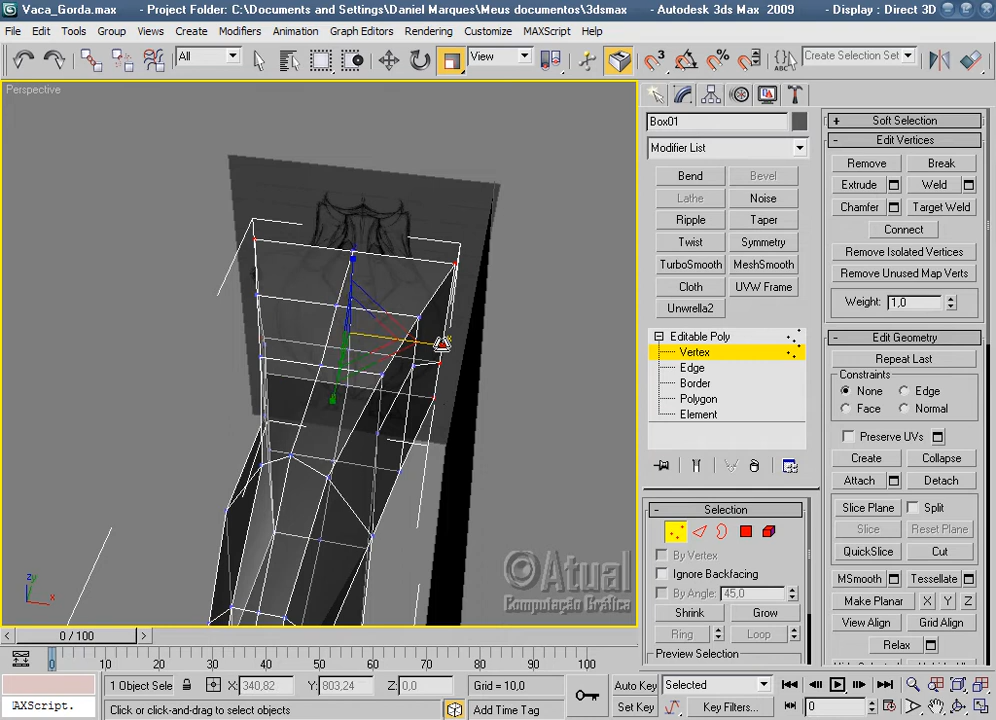 Vaca_Gorda.max - Project Folder: C:\Documents and Settings\Daniel Marques\Meus documentos\3dsmax - Autodesk 3ds Max 2009 - Display : Direct 3D
File Edit Tools Group Views Create Modifiers Animation Graph Editors Rendering Customize MAXScript Help
All View Create Selection Set
Perspective
Box01
Modifier List
Bend Bevel
Lathe Noise
Ripple Taper
Twist Symmetry
TurboSmooth MeshSmooth
Cloth UVW Frame
Unwrella2
Editable Poly
Vertex
Edge
Border
Polygon
Element
- Selection
By Vertex
Ignore Backfacing
By Angle: 45,0
Shrink Grow
Ring Loop
Preview Selection
+ Soft Selection
- Edit Vertices
Remove Break
Extrude Weld
Chamfer Target Weld
Connect
Remove Isolated Vertices
Remove Unused Map Verts
Weight: 1,0
- Edit Geometry
Repeat Last
Constraints
None Edge
Face Normal
Preserve UVs
Create Collapse
Attach Detach
Slice Plane Split
Slice Reset Plane
QuickSlice Cut
MSmooth Tessellate
Make Planar X Y Z
View Align Grid Align
Relax
©Atual
Computação Gráfica
z
y
x
< 0 / 100 >
0 10 20 30 40 50 60 70 80 90 100
1 Object Sele X: 340,82 Y: 803,24 Z: 0,0 Grid = 10,0 Auto Key Selected
AXScript. Click or click-and-drag to select objects Add Time Tag Set Key Key Filters... 0